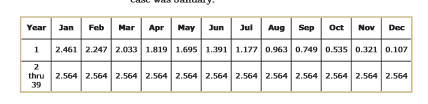 case was January.
Year Jan Feb Mar Apr May Jun Jul Aug Sep Oct Nov Dec
1 2.461 2.247 2.033 1.819 1.695 1.391 1.177 0.963 0.749 0.535 0.321 0.107
2 thru 39 2.564 2.564 2.564 2.564 2.564 2.564 2.564 2.564 2.564 2.564 2.564 2.564